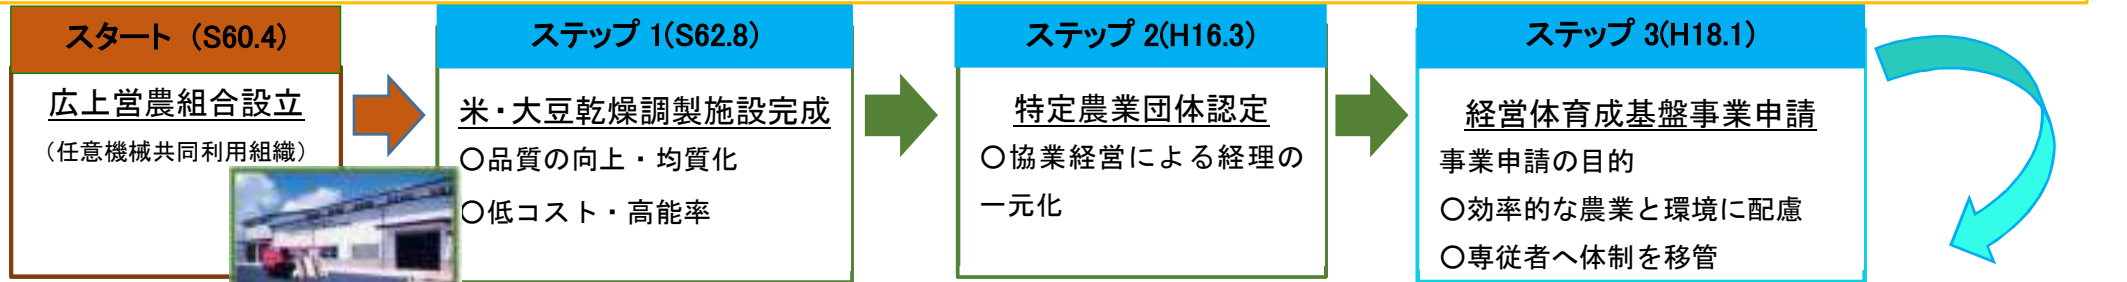 スタート (S60.4)
広上営農組合設立
(任意機械共同利用組織)
ステップ 1(S62.8)
米・大豆乾燥調製施設完成
〇品質の向上・均質化
〇低コスト・高能率
ステップ 2(H16.3)
特定農業団体認定
〇協業経営による経理の
一元化
ステップ 3(H18.1)
経営体育成基盤事業申請
事業申請の目的
〇効率的な農業と環境に配慮
〇専従者へ体制を移管